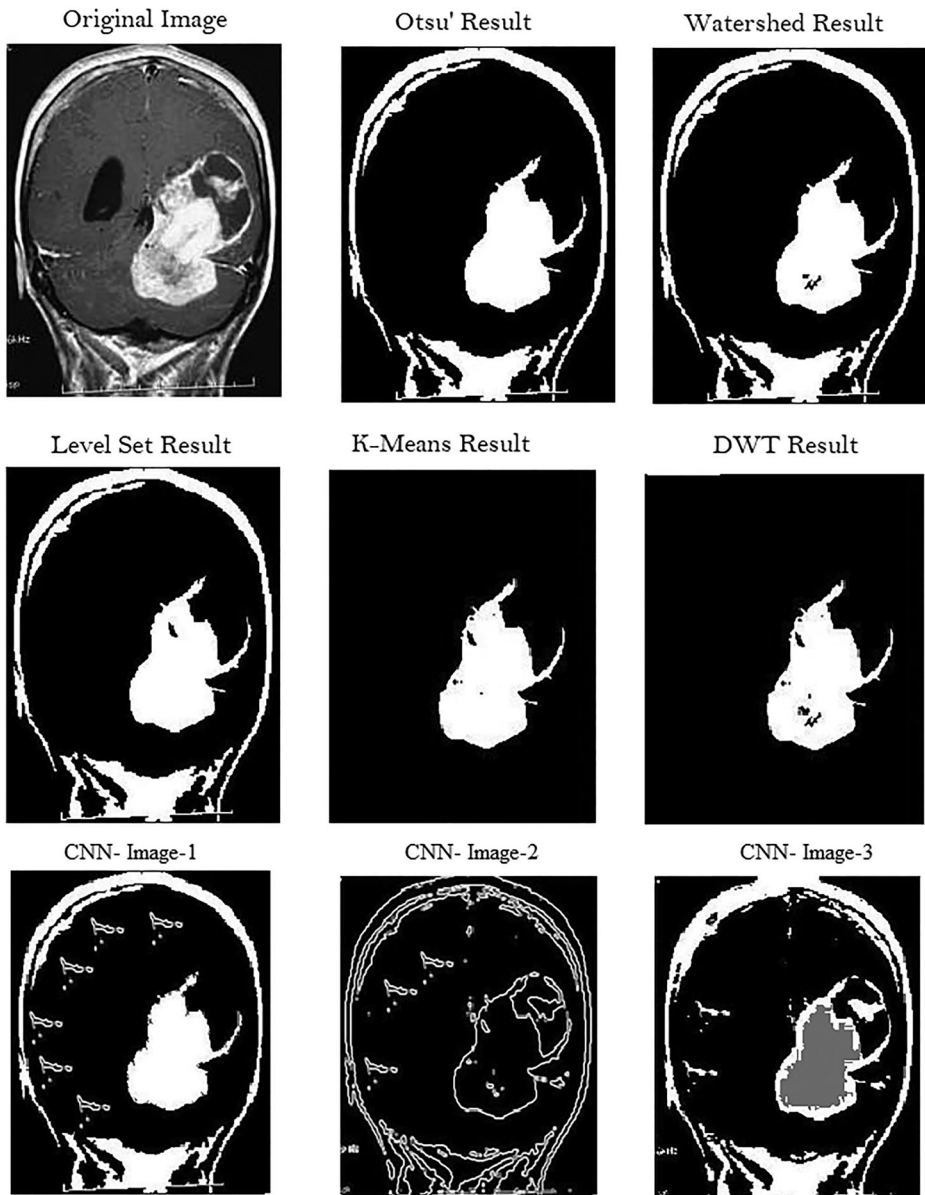 Original Image
Otsu' Result
Watershed Result
6kHz
Level Set Result
K-Means Result
DWT Result
CNN- Image-1
CNN- Image-2
CNN- Image-3